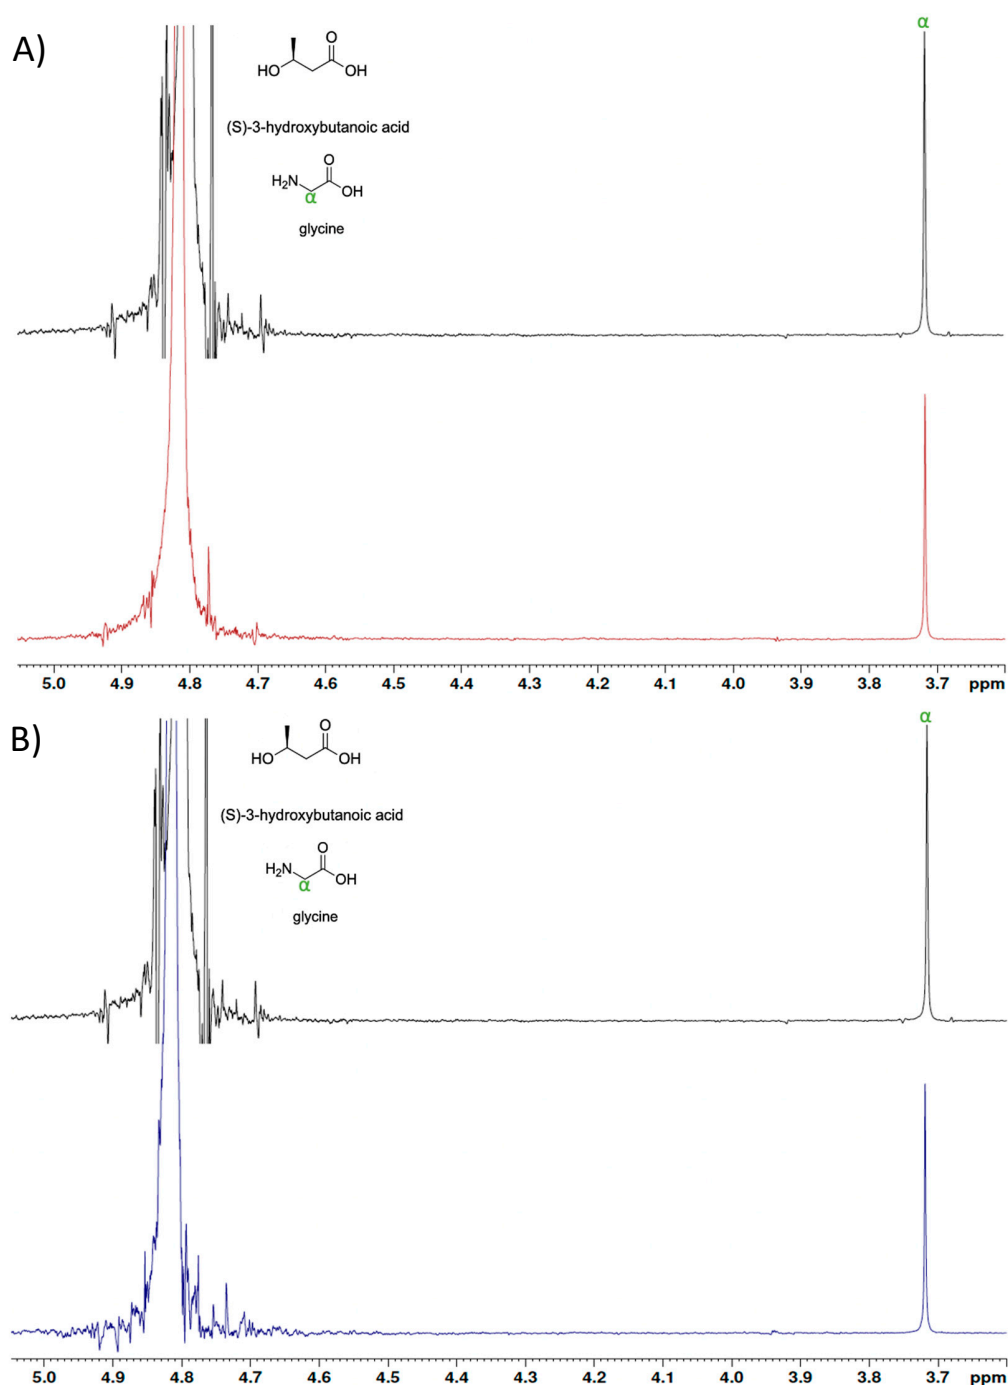 A)
α
HO
O
OH
(S)-3-hydroxybutanoic acid
H₂N
O
OH
α
glycine
5.0 4.9 4.8 4.7 4.6 4.5 4.4 4.3 4.2 4.1 4.0 3.9 3.8 3.7 ppm
B)
α
HO
O
OH
(S)-3-hydroxybutanoic acid
H₂N
O
OH
α
glycine
5.0 4.9 4.8 4.7 4.6 4.5 4.4 4.3 4.2 4.1 4.0 3.9 3.8 3.7 ppm